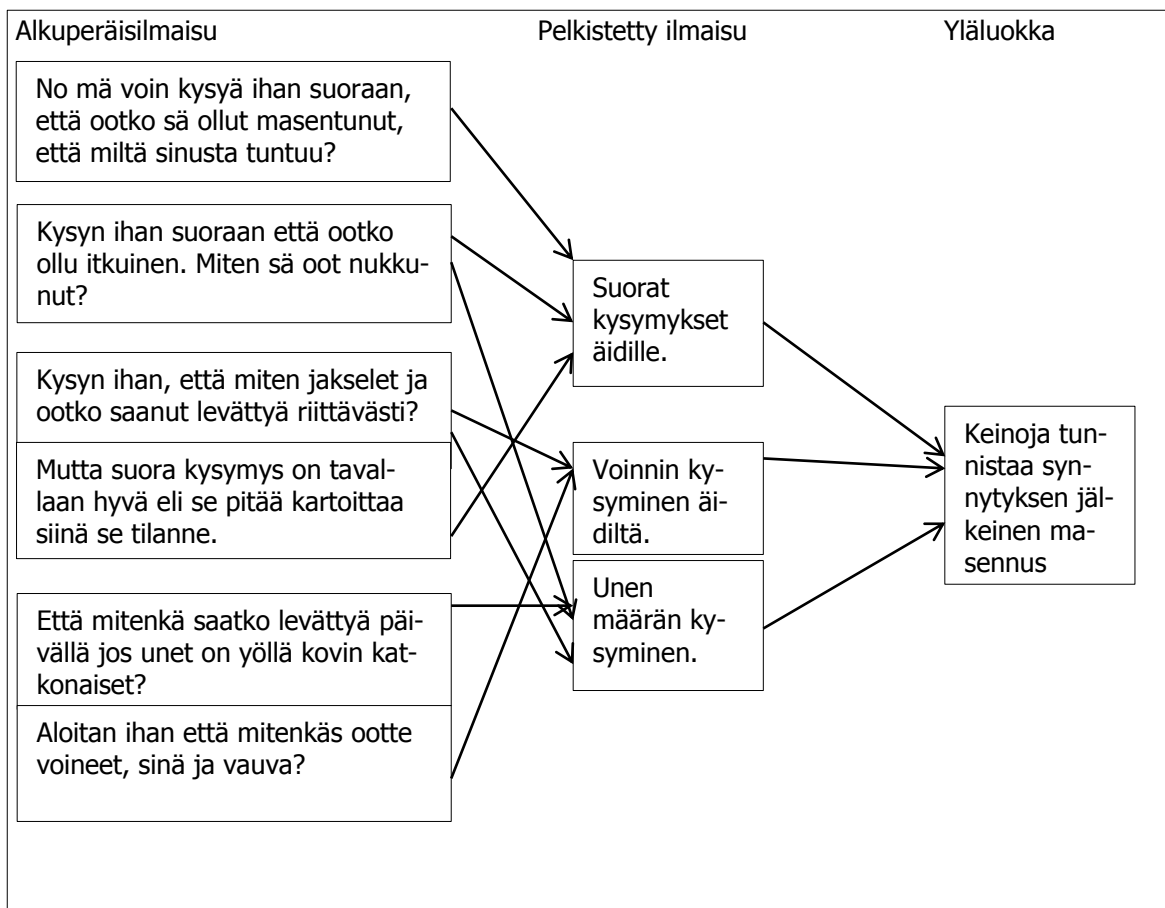 Alkuperäisilmaisu
Pelkistetty ilmaisu
Yläluokka
No mä voin kysyä ihan suoraan,
että ootko sä ollut masentunut,
että miltä sinusta tuntuu?
Kysyn ihan suoraan että ootko
ollu itkuinen. Miten sä oot nukku-
nut?
Kysyn ihan, että miten jakselet ja
ootko saanut levättyä riittävästi?
Mutta suora kysymys on taval-
laan hyvä eli se pitää kartoittaa
siinä se tilanne.
Että mitenkä saatko levättyä päi-
vällä jos unet on yöllä kovin kat-
konaiset?
Aloitan ihan että mitenkäs ootte
voineet, sinä ja vauva?
Suorat
kysymykset
äidille.
Voinnin ky-
syminen äi-
diltä.
Unen
määrän ky-
syminen.
Keinoja tun-
nistaa syn-
nytyksen jäl-
keinen ma-
sennus